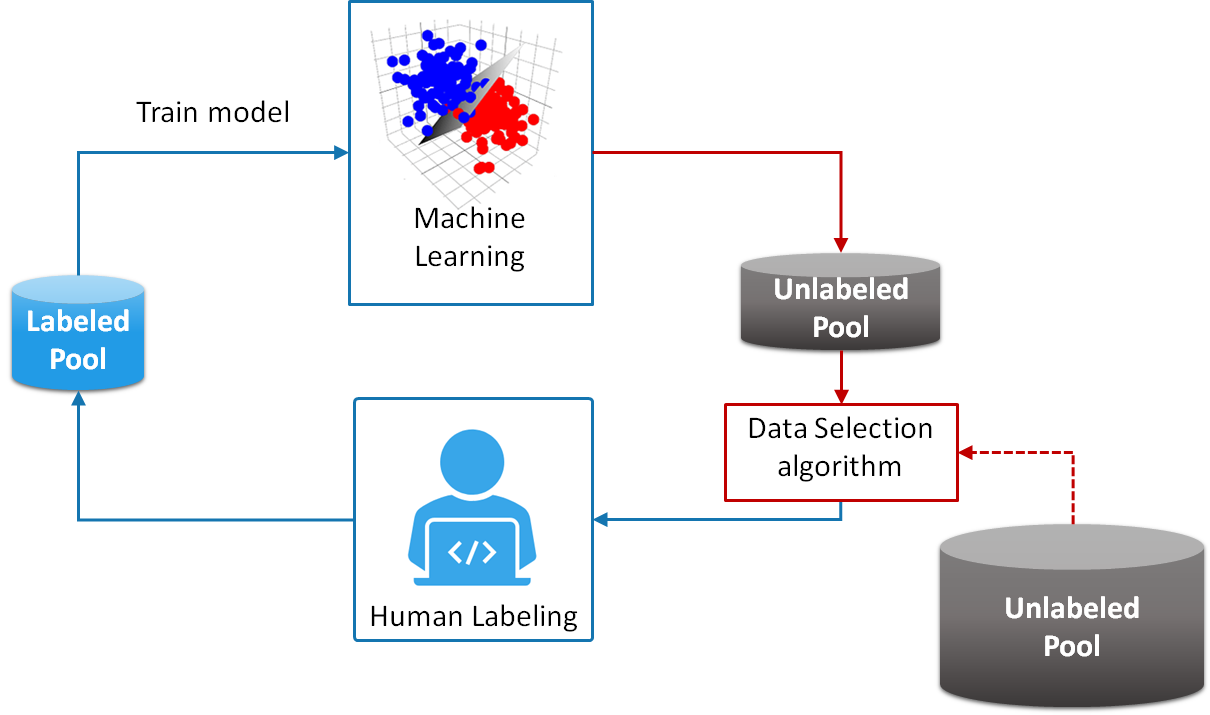 Train model
Machine
Learning
Unlabeled
Pool
Labeled
Pool
Data Selection
algorithm
</>
Human Labeling
Unlabeled
Pool